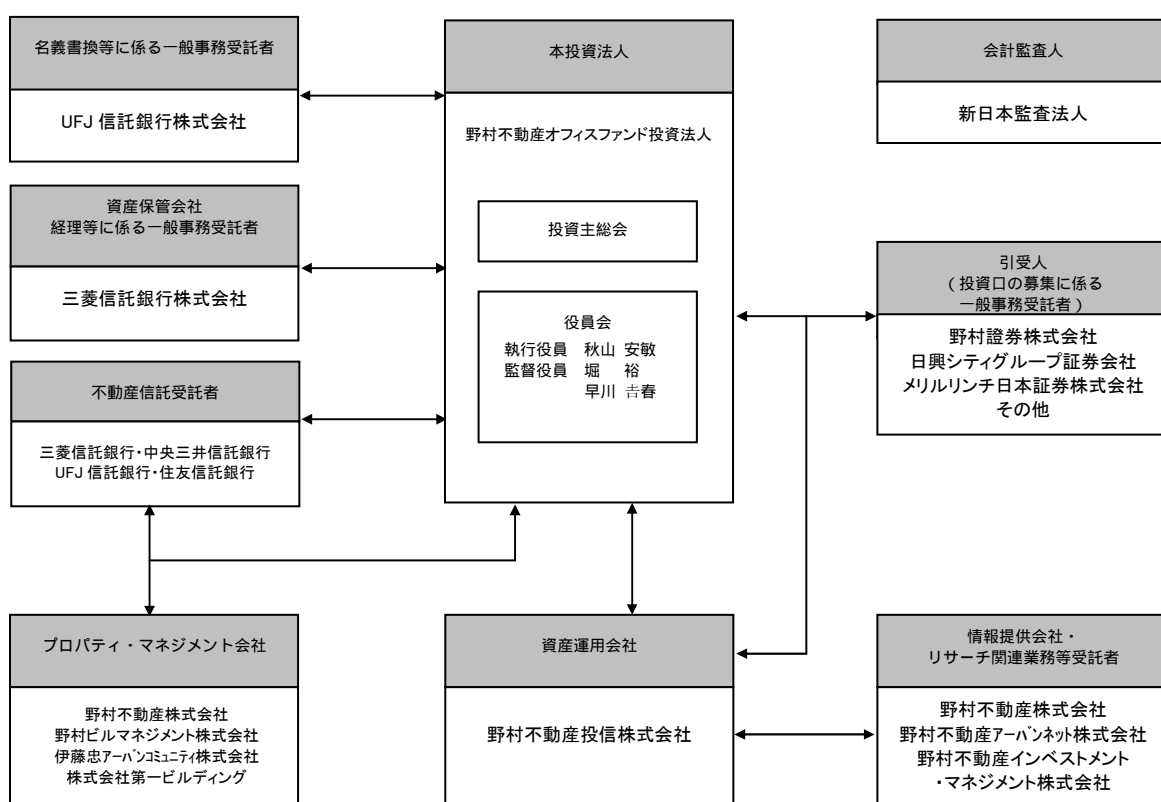 名義書換等に係る一般事務受託者
UFJ 信託銀行株式会社
資産保管会社
経理等に係る一般事務受託者
三菱信託銀行株式会社
不動産信託受託者
三菱信託銀行・中央三井信託銀行
UFJ 信託銀行・住友信託銀行
プロパティ・マネジメント会社
野村不動産株式会社
野村ビルマネジメント株式会社
伊藤忠アーバンコミュニティ株式会社
株式会社第一ビルディング
本投資法人
野村不動産オフィスファンド投資法人
投資主総会
役員会
執行役員 秋山 安敏
監督役員 堀 裕
早川 𠮷春
資産運用会社
野村不動産投信株式会社
会計監査人
新日本監査法人
引受人
(投資口の募集に係る
一般事務受託者)
野村證券株式会社
日興シティグループ証券会社
メリルリンチ日本証券株式会社
その他
情報提供会社・
リサーチ関連業務等受託者
野村不動産株式会社
野村不動産アーバンネット株式会社
野村不動産インベストメント
・マネジメント株式会社